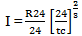 I = R24/24 [24/tc]^(2/3)